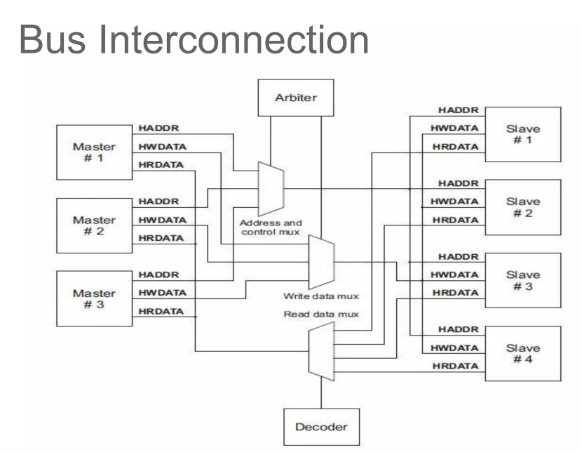 Bus Interconnection
Arbiter
Master
# 1
HADDR
HWDATA
HRDATA
Master
# 2
HADDR
HWDATA
HRDATA
Master
# 3
HADDR
HWDATA
HRDATA
Address and
control mux
Write data mux
Read data mux
Decoder
HADDR
HWDATA
HRDATA
Slave
# 1
HADDR
HWDATA
HRDATA
Slave
# 2
HADDR
HWDATA
HRDATA
Slave
# 3
HADDR
HWDATA
HRDATA
Slave
# 4